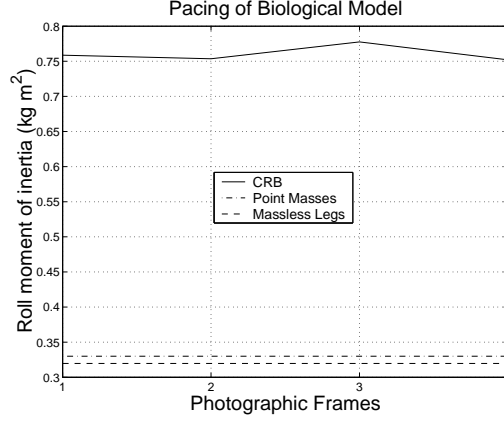 Pacing of Biological Model
Roll moment of inertia (kg m²)
0.8
0.75
0.7
0.65
0.6
0.55
0.5
0.45
0.4
0.35
0.3
CRB
Point Masses
Massless Legs
1
2
3
Photographic Frames